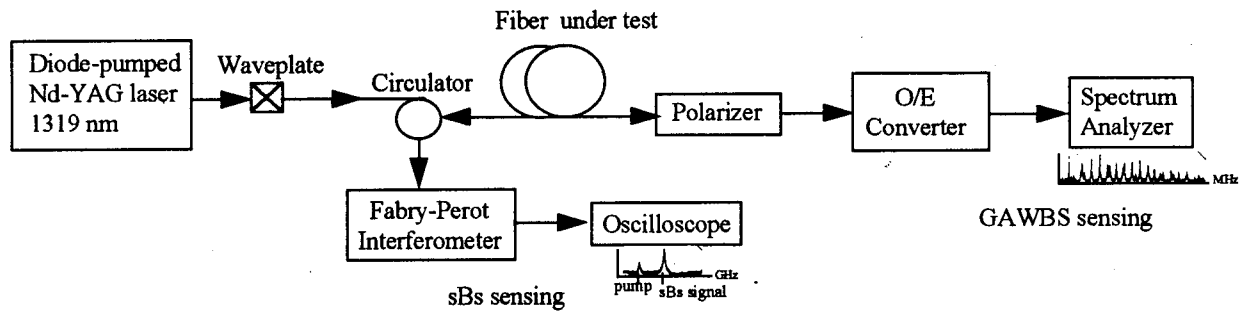 Fiber under test
Diode-pumped
Nd-YAG laser
1319 nm
Waveplate
Circulator
Polarizer
O/E
Converter
Spectrum
Analyzer
MHz
GAWBS sensing
Fabry-Perot
Interferometer
Oscilloscope
GHz
pump
sBs signal
sBs sensing